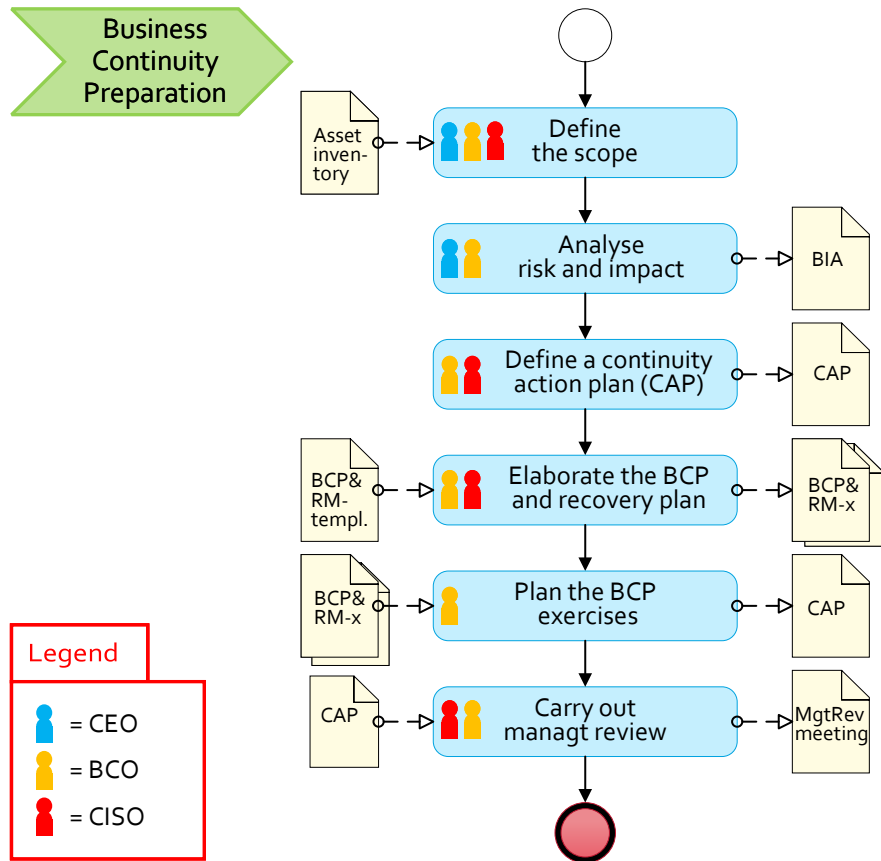 Business
Continuity
Preparation
Asset
inven-
tory
Define
the scope
Analyse
risk and impact
BIA
Define a continuity
action plan (CAP)
CAP
BCP&
RM-
templ.
Elaborate the BCP
and recovery plan
BCP&
RM-x
BCP&
RM-x
Plan the BCP
exercises
CAP
CAP
Carry out
managt review
MgtRev
meeting
Legend
= CEO
= BCO
= CISO